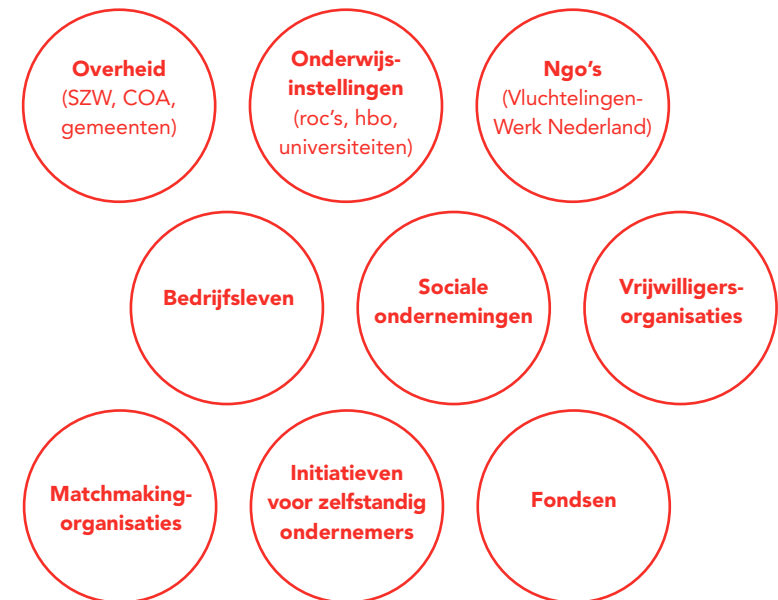 Overheid
(SZW, COA,
gemeenten)
Onderwijs-
instellingen
(roc's, hbo,
universiteiten)
Ngo's
(Vluchtelingen-
Werk Nederland)
Bedrijfsleven
Sociale
ondernemingen
Vrijwilligers-
organisaties
Matchmaking-
organisaties
Initiatieven
voor zelfstandig
ondernemers
Fondsen